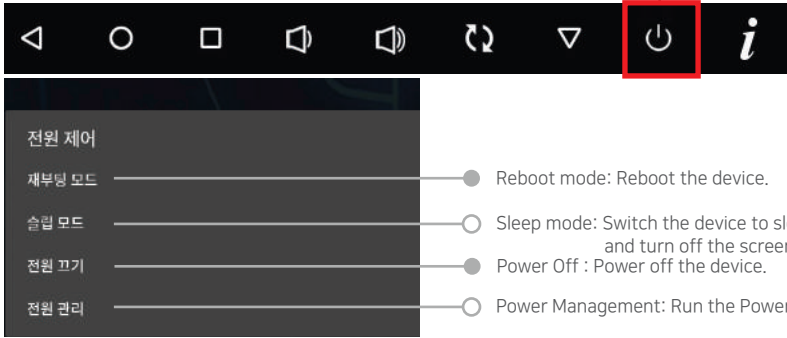 i
전원 제어
재부팅 모드
Reboot mode: Reboot the device.
슬립 모드
Sleep mode: Switch the device to
and turn off the screen
전원 끄기
Power Off : Power off the device.
전원 관리
Power Management: Run the Power